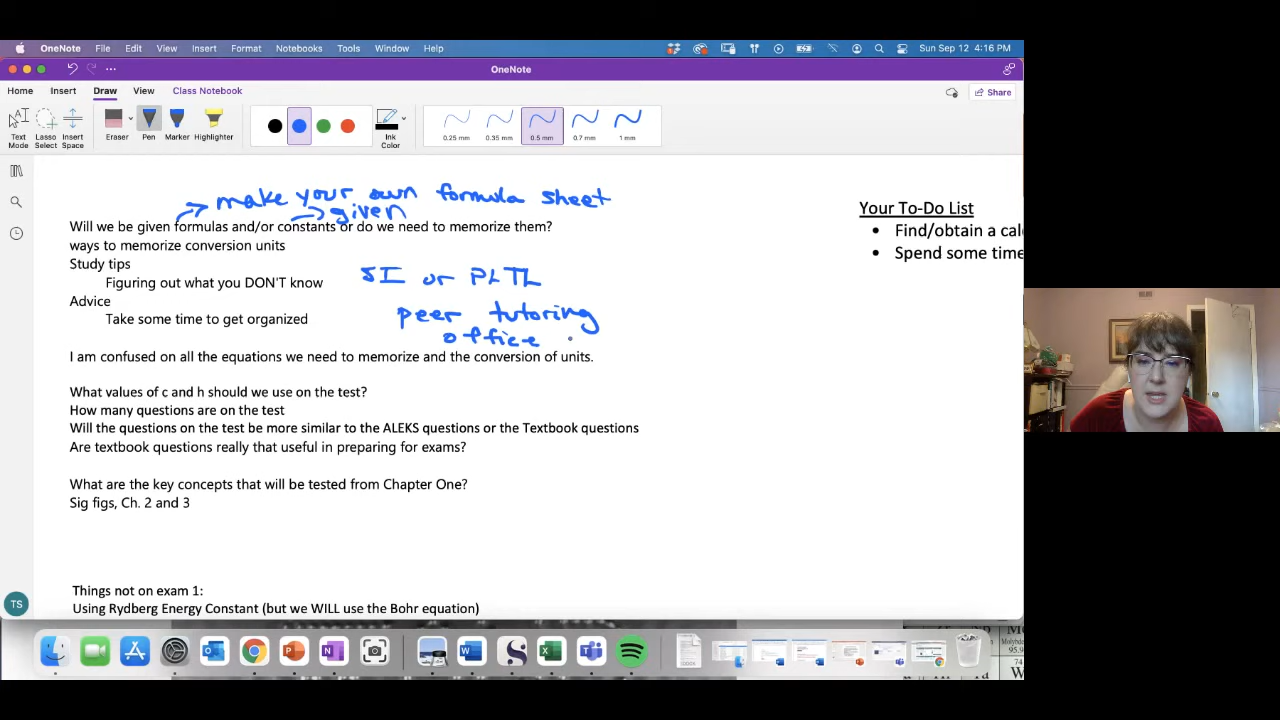 OneNote File Edit View Insert Format Notebooks Tools Window Help Sun Sep 12 4:16 PM
OneNote
Home Insert Draw View Class Notebook Share
Text Mode Lasso Select Insert Space Eraser Pen Marker Highlighter Ink Color 0.25 mm 0.35 mm 0.5 mm 0.7 mm 1 mm
make your own formula sheet
given
Will we be given formulas and/or constants or do we need to memorize them?
ways to memorize conversion units
Study tips
Figuring out what you DON'T know
SI or PLTL
Advice
Take some time to get organized
peer tutoring
office
I am confused on all the equations we need to memorize and the conversion of units.
What values of c and h should we use on the test?
How many questions are on the test
Will the questions on the test be more similar to the ALEKS questions or the Textbook questions
Are textbook questions really that useful in preparing for exams?
What are the key concepts that will be tested from Chapter One?
Sig figs, Ch. 2 and 3
Things not on exam 1:
Using Rydberg Energy Constant (but we WILL use the Bohr equation)
Your To-Do List
• Find/obtain a calc
• Spend some time
TS